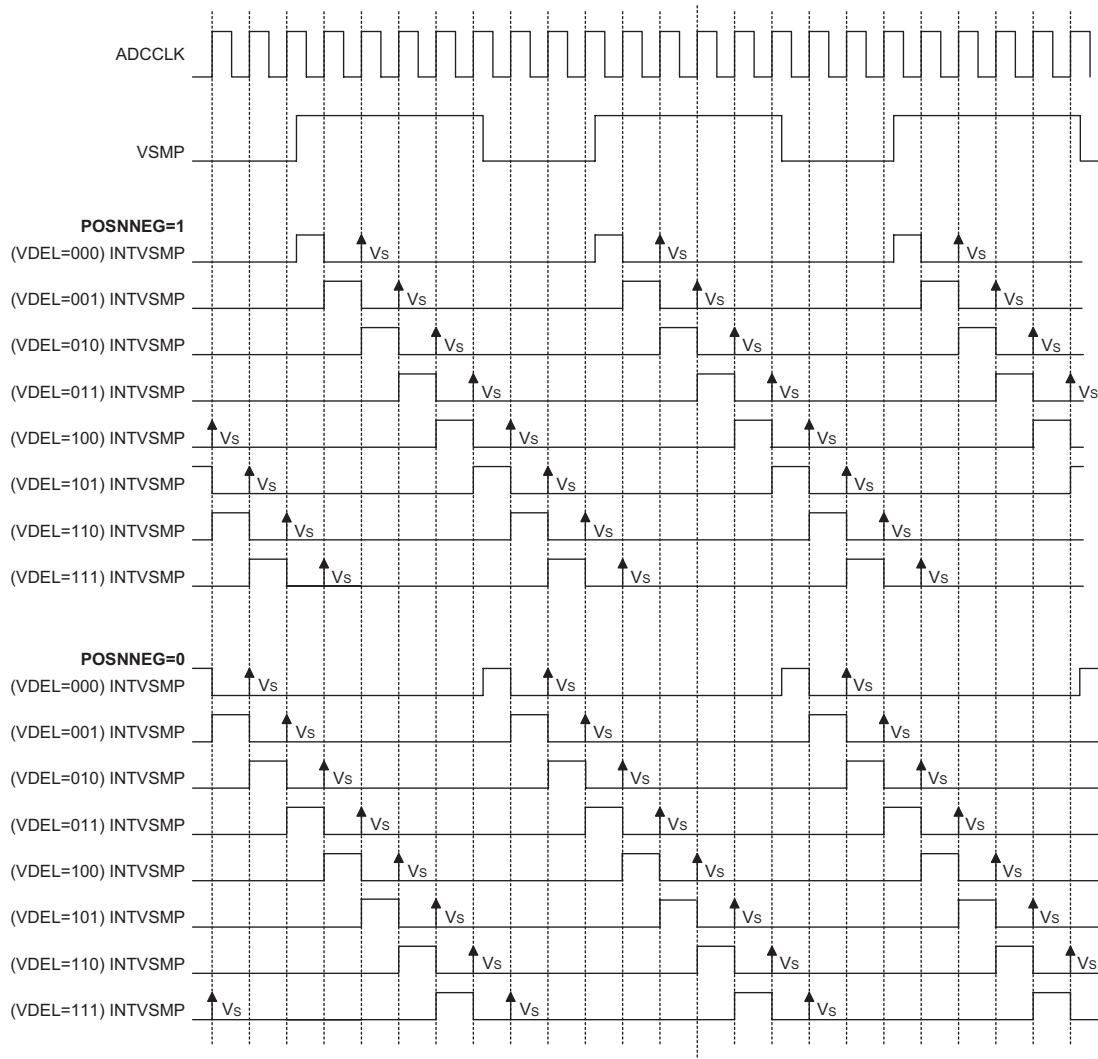 ADCCLK
VSMP
POSNNEG=1
(VDEL=000) INTVSMP Vs Vs Vs
(VDEL=001) INTVSMP Vs Vs Vs
(VDEL=010) INTVSMP Vs Vs Vs
(VDEL=011) INTVSMP Vs Vs Vs
(VDEL=100) INTVSMP Vs Vs Vs
(VDEL=101) INTVSMP Vs Vs Vs
(VDEL=110) INTVSMP Vs Vs Vs
(VDEL=111) INTVSMP Vs Vs Vs
POSNNEG=0
(VDEL=000) INTVSMP Vs Vs Vs
(VDEL=001) INTVSMP Vs Vs Vs
(VDEL=010) INTVSMP Vs Vs Vs
(VDEL=011) INTVSMP Vs Vs Vs
(VDEL=100) INTVSMP Vs Vs Vs
(VDEL=101) INTVSMP Vs Vs Vs
(VDEL=110) INTVSMP Vs Vs Vs
(VDEL=111) INTVSMP Vs Vs Vs